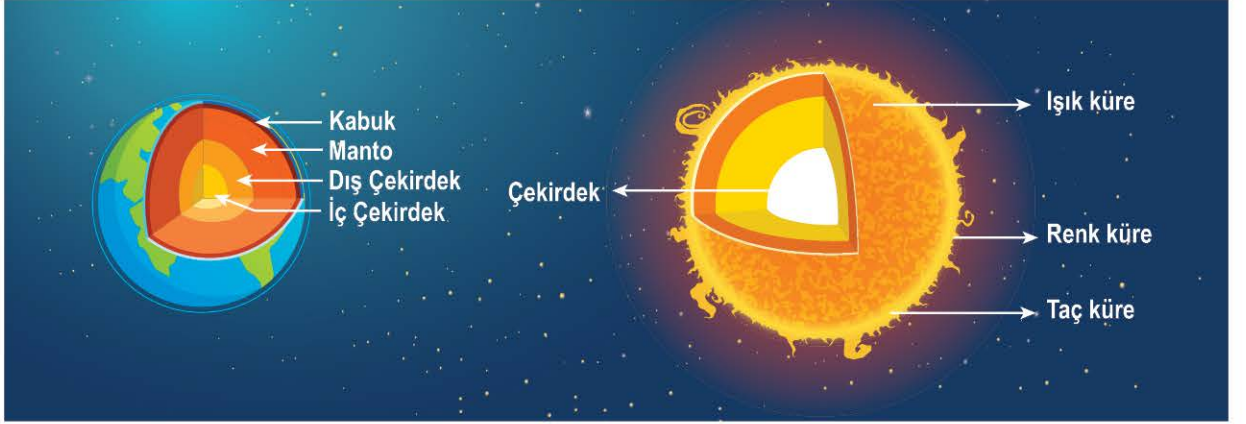 Kabuk
Manto
Dış Çekirdek
İç Çekirdek
Çekirdek
Işık küre
Renk küre
Taç küre